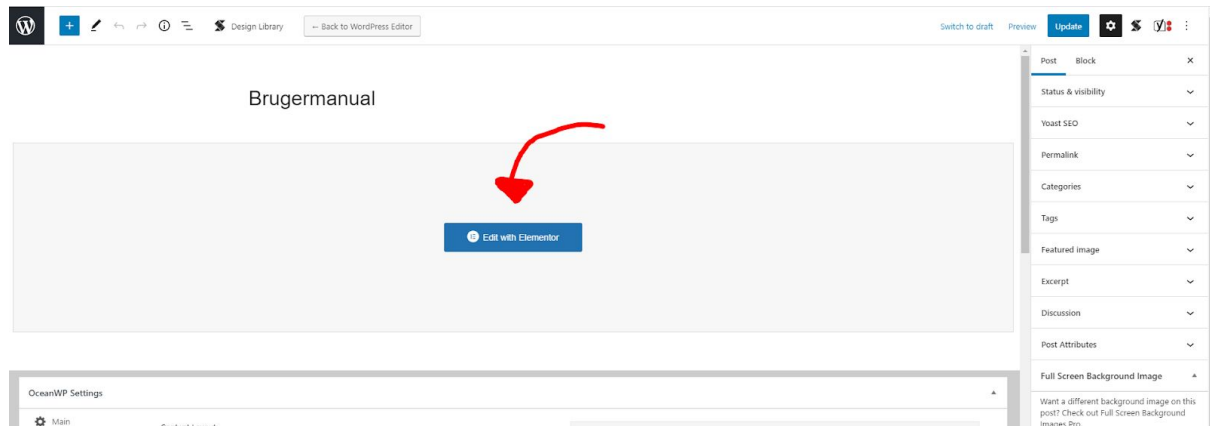 Design Library
← Back to WordPress Editor
Switch to draft
Preview
Update
Post
Block
Brugermanual
Status & visibility
Yoast SEO
Permalink
Categories
Tags
Edit with Elementor
Featured image
Excerpt
Discussion
Post Attributes
Full Screen Background Image
Want a different background image on this
post? Check out Full Screen Background
Images Pro
OceanWP Settings
Main